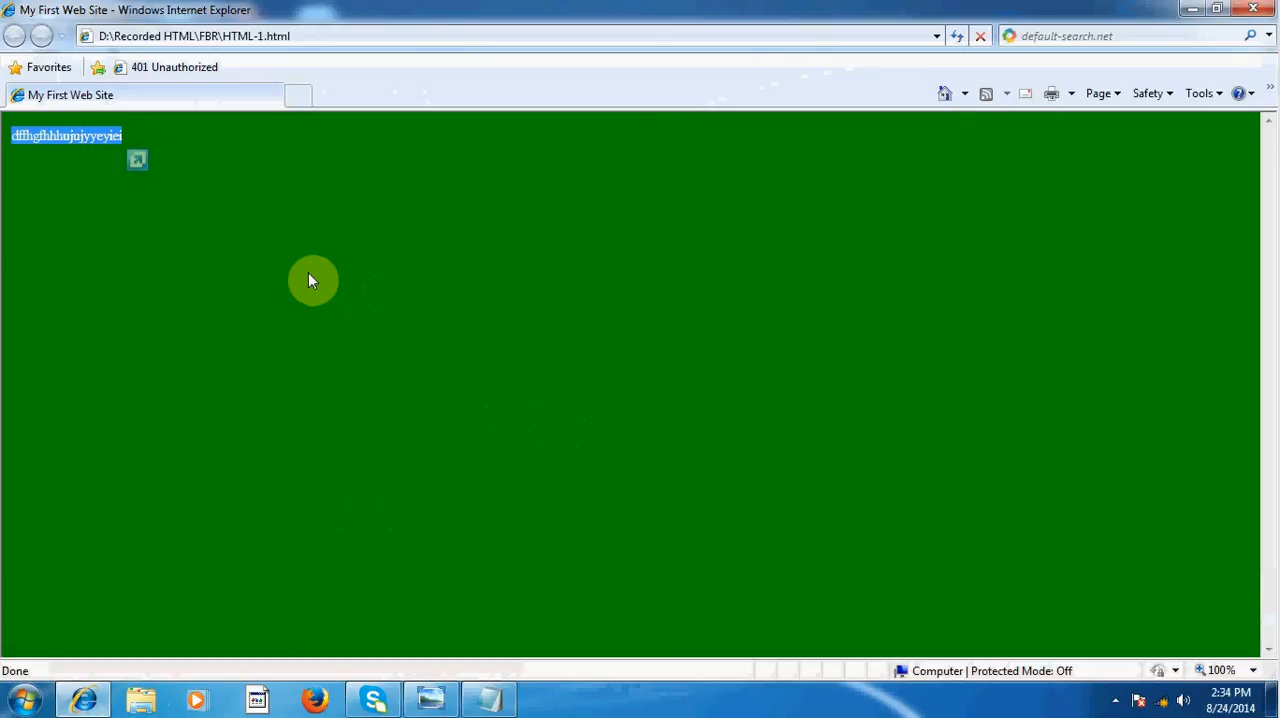 My First Web Site - Windows Internet Explorer
D:\Recorded HTML\FBR\HTML-1.html
default-search.net
Favorites
401 Unauthorized
My First Web Site
Page
Safety
Tools
Done
Computer | Protected Mode: Off
100%
2:34 PM
8/24/2014